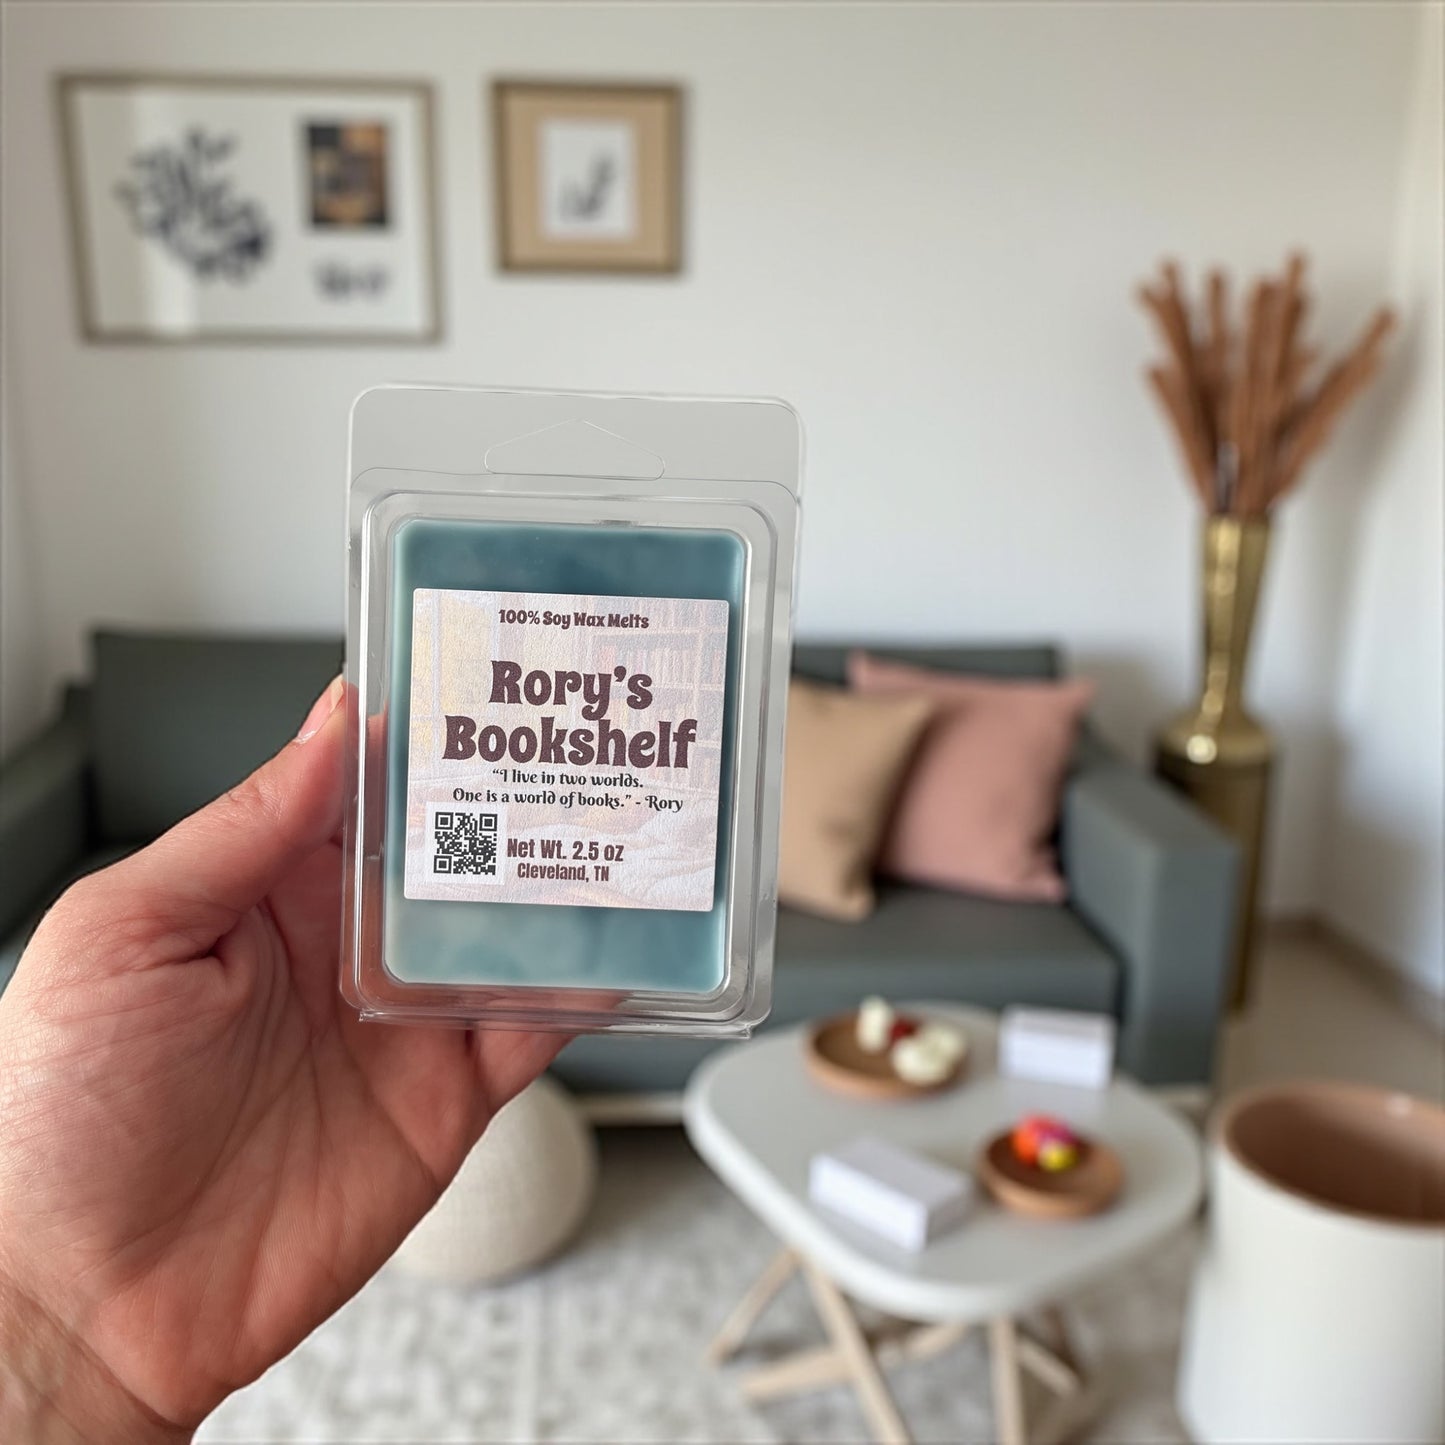 100% Soy Wax Melts
Rory's
Bookshelf
“I live in two worlds.
One is a world of books.” - Rory
Net Wt. 2.5 oz
Cleveland, TN